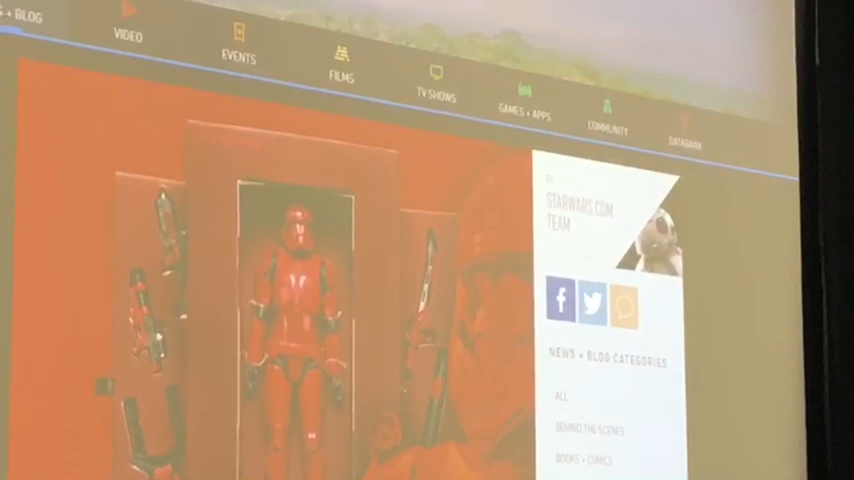 + BLOG
VIDEO
EVENTS
FILMS
TV SHOWS
GAMES + APPS
COMMUNITY
DATABANK
BY
STARWARS.COM
TEAM
NEWS + BLOG CATEGORIES
ALL
BEHIND THE SCENES
BOOKS + COMICS